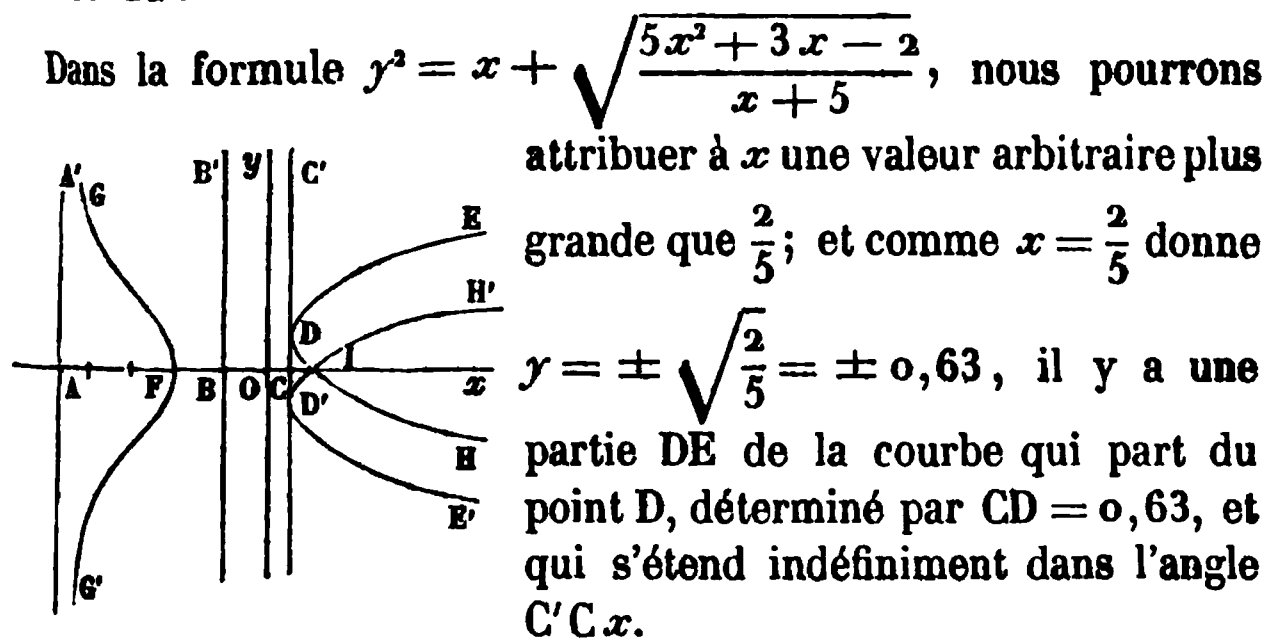 Dans la formule y² = x + √((5x² + 3x − 2)/(x + 5)), nous pourrons
attribuer à x une valeur arbitraire plus
grande que 2/5; et comme x = 2/5 donne
y = ± √(2/5) = ± 0,63, il y a une
partie DE de la courbe qui part du
point D, déterminé par CD = 0,63, et
qui s'étend indéfiniment dans l'angle
C'Cx.
A' G B' y C' E
H'
D I
A F B O C x
D'
H
E'
G'